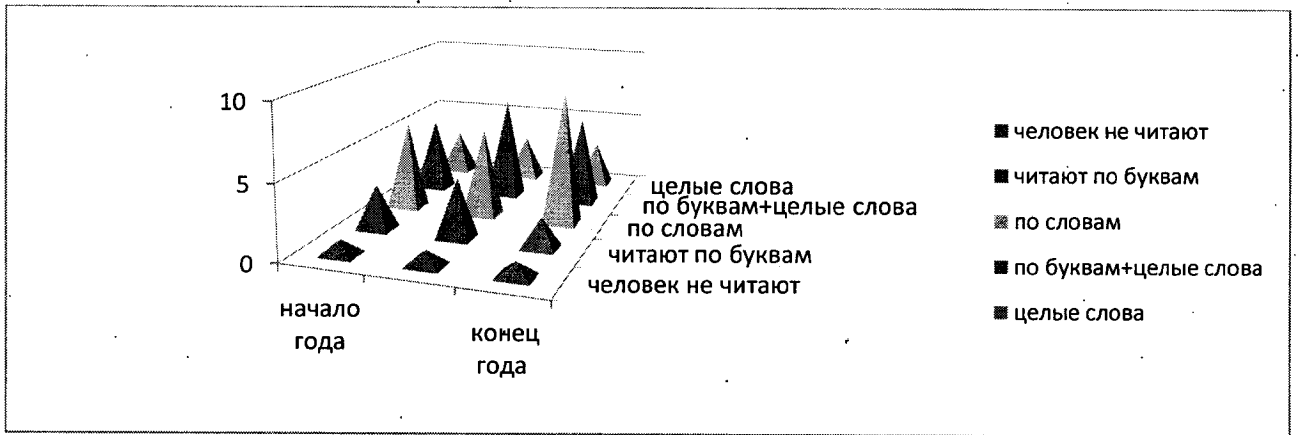 10
5
0
начало
года
конец
года
целые слова
по буквам+целые слова
по словам
читают по буквам
человек не читают
человек не читают
читают по буквам
по словам
по буквам+целые слова
целые слова